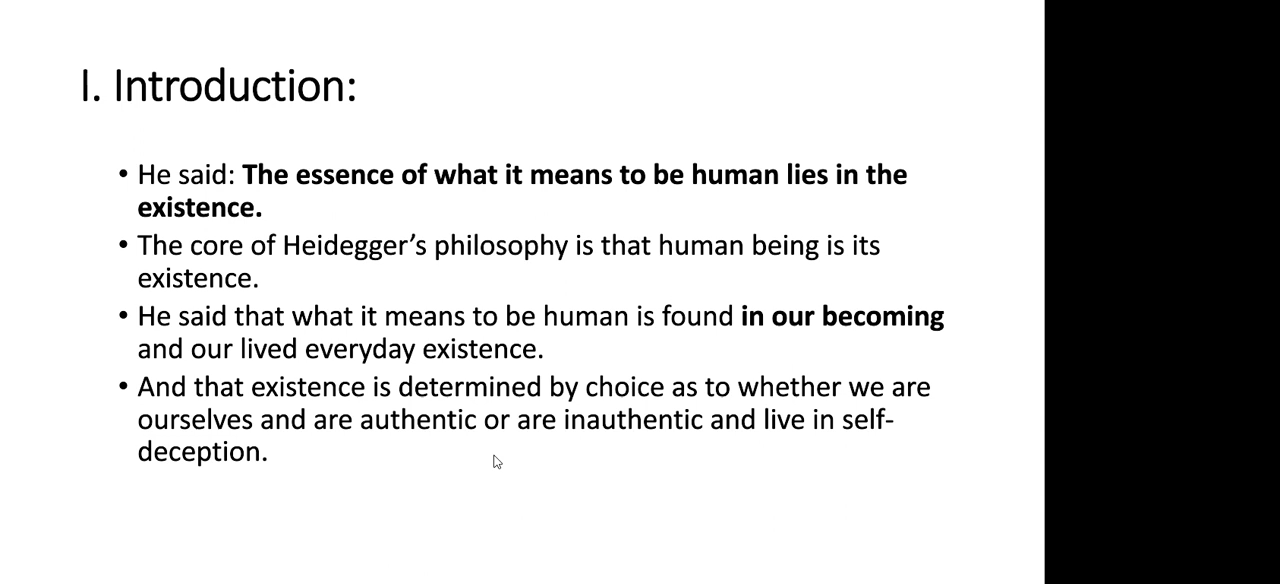 I. Introduction:
• He said: The essence of what it means to be human lies in the
existence.
• The core of Heidegger’s philosophy is that human being is its
existence.
• He said that what it means to be human is found in our becoming
and our lived everyday existence.
• And that existence is determined by choice as to whether we are
ourselves and are authentic or are inauthentic and live in self-
deception.